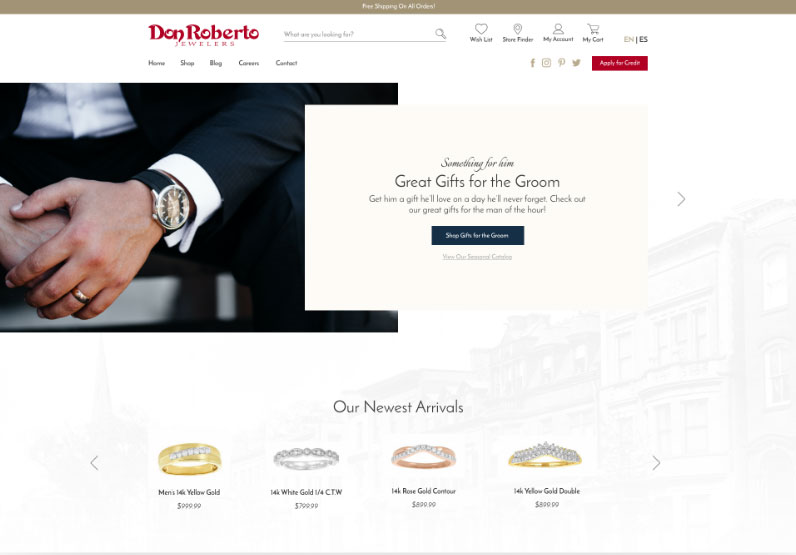 Free Shipping On All Orders!
Don Roberto
JEWELERS
What are you looking for?
Wish List
Store Finder
My Account
My Cart
EN | ES
Home
Shop
Blog
Careers
Contact
Apply for Credit
Something for him
Great Gifts for the Groom
Get him a gift he'll love on a day he'll never forget. Check out
our great gifts for the man of the hour!
Shop Gifts for the Groom
View Our Seasonal Catalog
Our Newest Arrivals
Men's 14k Yellow Gold
$999.99
14k White Gold 1/4 C.T.W
$799.99
14k Rose Gold Contour
$899.99
14k Yellow Gold Double
$899.99